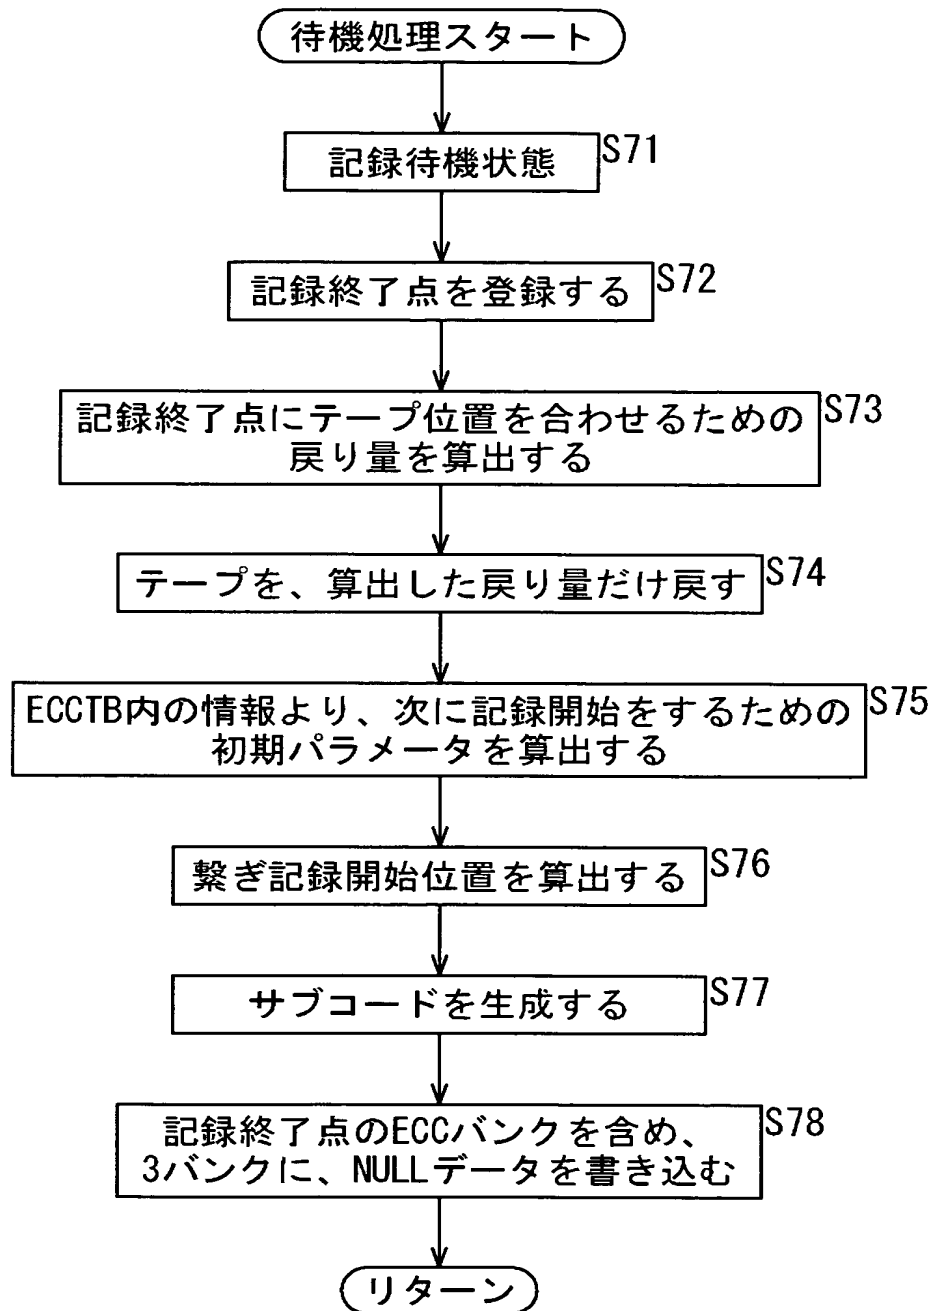 待機処理スタート
記録待機状態
S71
記録終了点を登録する
S72
記録終了点にテープ位置を合わせるための
戻り量を算出する
S73
テープを、算出した戻り量だけ戻す
S74
ECCTB内の情報より、次に記録開始をするための
初期パラメータを算出する
S75
繋ぎ記録開始位置を算出する
S76
サブコードを生成する
S77
記録終了点のECCバンクを含め、
3バンクに、NULLデータを書き込む
S78
リターン